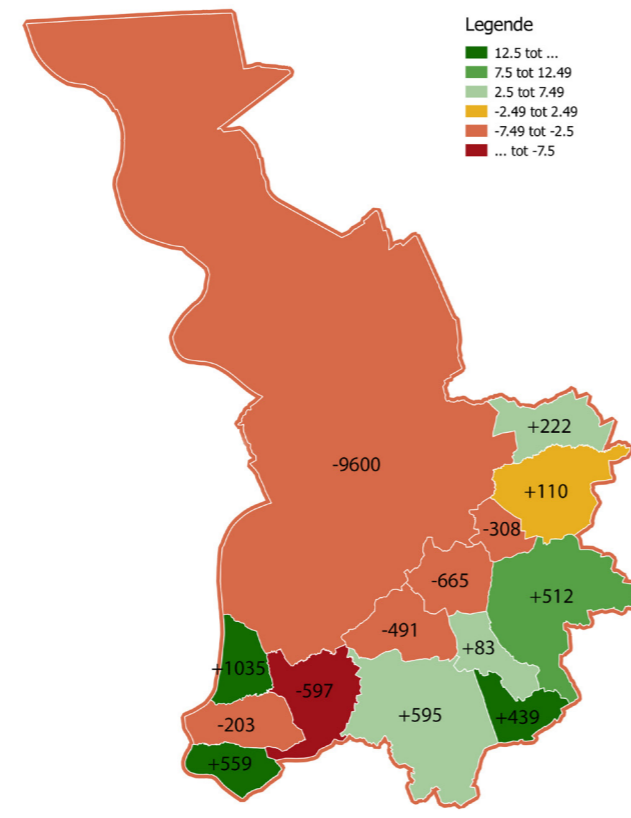 Legende
12.5 tot ...
7.5 tot 12.49
2.5 tot 7.49
-2.49 tot 2.49
-7.49 tot -2.5
... tot -7.5
+222
-9600
+110
-308
-665
+512
-491
+83
+1035
-597
+595
+439
-203
+559